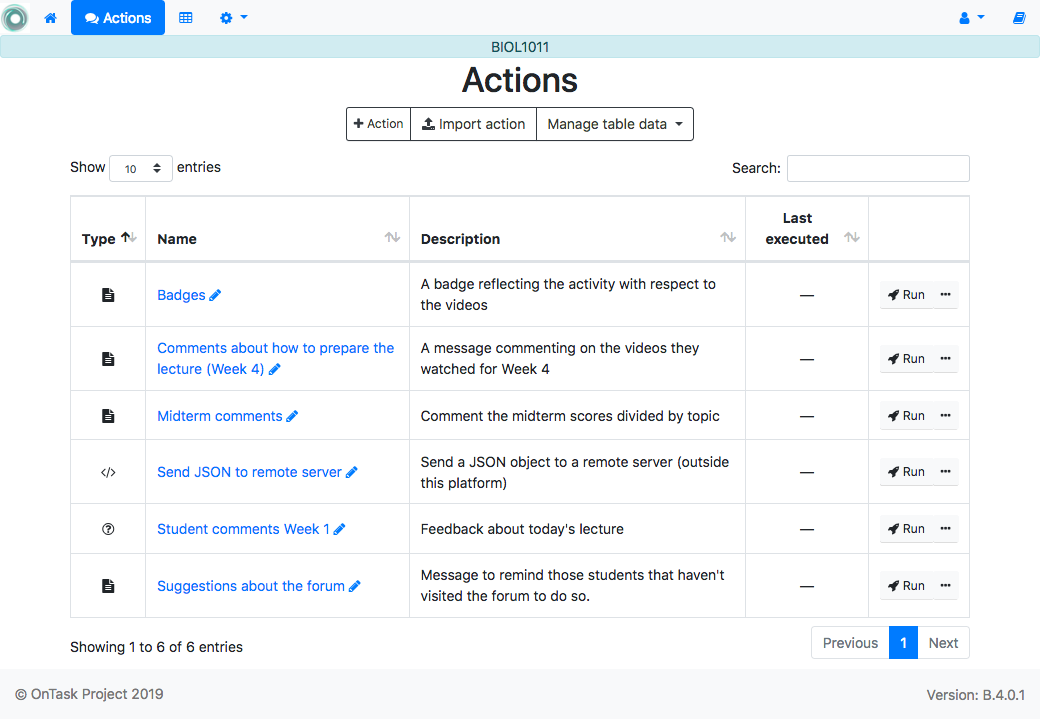 Actions
BIOL1011
Actions
+ Action Import action Manage table data
Show 10 entries Search:
Type Name Description Last
executed
Badges A badge reflecting the activity with respect to
the videos — Run •••
Comments about how to prepare the
lecture (Week 4) A message commenting on the videos they
watched for Week 4 — Run •••
Midterm comments Comment the midterm scores divided by topic — Run •••
</> Send JSON to remote server Send a JSON object to a remote server (outside
this platform) — Run •••
Student comments Week 1 Feedback about today's lecture — Run •••
Suggestions about the forum Message to remind those students that haven't
visited the forum to do so. — Run •••
Showing 1 to 6 of 6 entries Previous 1 Next
© OnTask Project 2019 Version: B.4.0.1